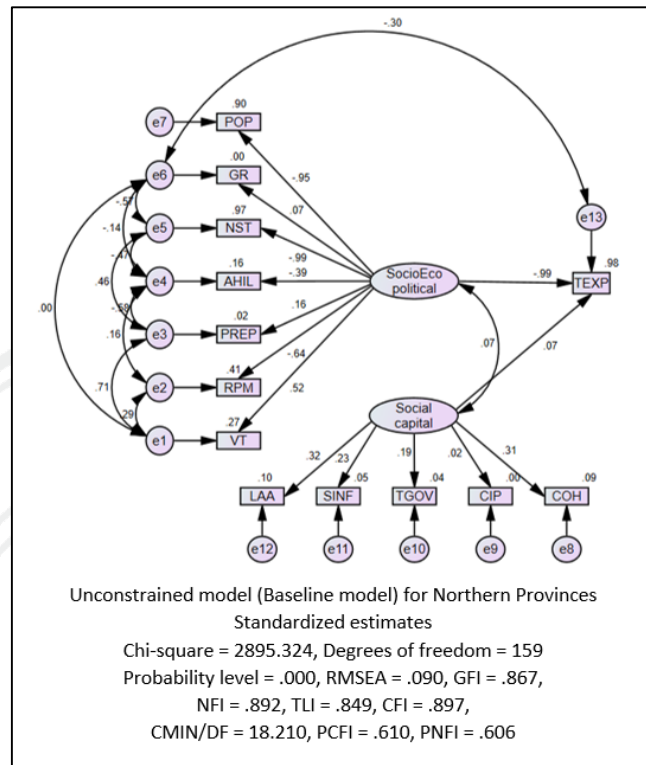 -.30
.90
e7
POP
.00
e6
GR
-.95
-.57
.07
-.14
.97
e5
NST
e13
-.47
-.99
.98
.46
.16
-.39
SocioEco
political
-.99
TEXP
e4
AHIL
.00
-.58
.02
.16
.16
e3
PREP
.41
-.64
.07
.07
.71
e2
RPM
.52
.29
.27
Social
capital
e1
VT
.32
.23
.19
.02
.31
.10
.05
.04
.00
.09
LAA
SINF
TGOV
CIP
COH
e12
e11
e10
e9
e8
Unconstrained model (Baseline model) for Northern Provinces
Standardized estimates
Chi-square = 2895.324, Degrees of freedom = 159
Probability level = .000, RMSEA = .090, GFI = .867,
NFI = .892, TLI = .849, CFI = .897,
CMIN/DF = 18.210, PCFI = .610, PNFI = .606